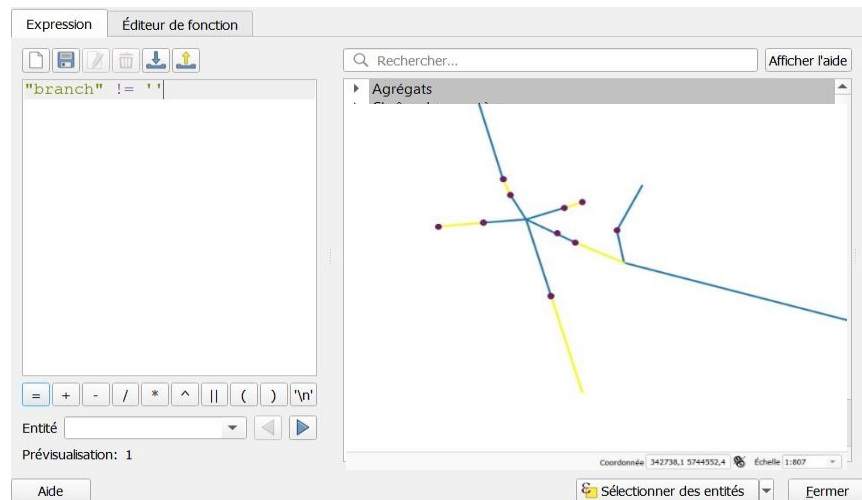 Expression Éditeur de fonction
Rechercher... Afficher l'aide
"branch" != ''
Agrégats
= + - / * ^ || ( ) '\n'
Entité
Prévisualisation: 1
Coordonnée 342738,1 5744552,4 Échelle 1:807
Aide Sélectionner des entités Fermer